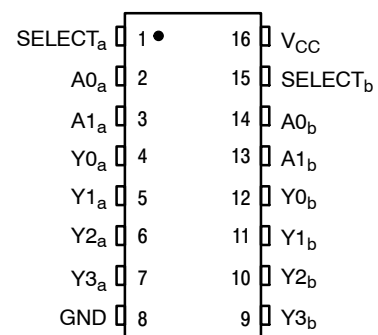 SELECTa 1 16 VCC
A0a 2 15 SELECTb
A1a 3 14 A0b
Y0a 4 13 A1b
Y1a 5 12 Y0b
Y2a 6 11 Y1b
Y3a 7 10 Y2b
GND 8 9 Y3b